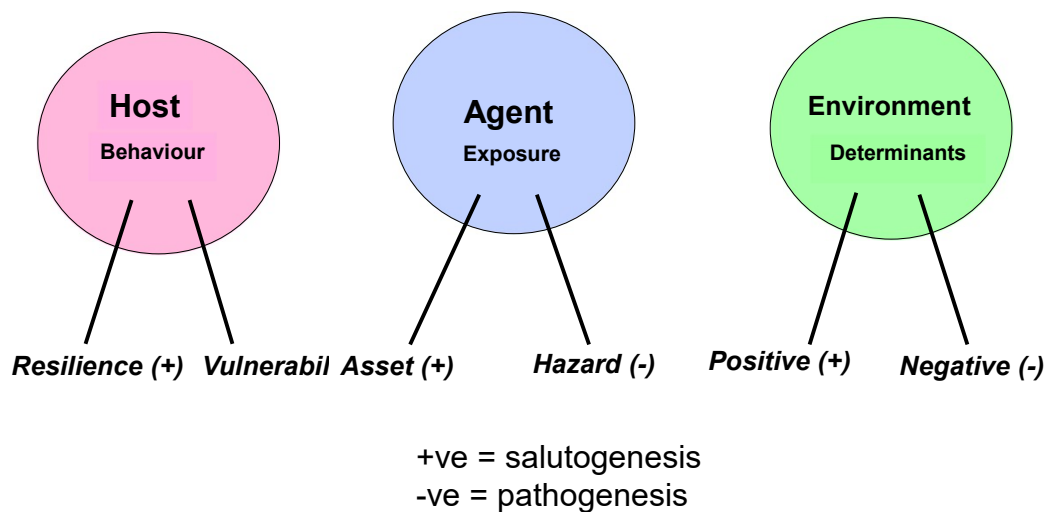 Host
Behaviour
Agent
Exposure
Environment
Determinants
Resilience (+)
Vulnerabil
Asset (+)
Hazard (-)
Positive (+)
Negative (-)
+ve = salutogenesis
-ve = pathogenesis